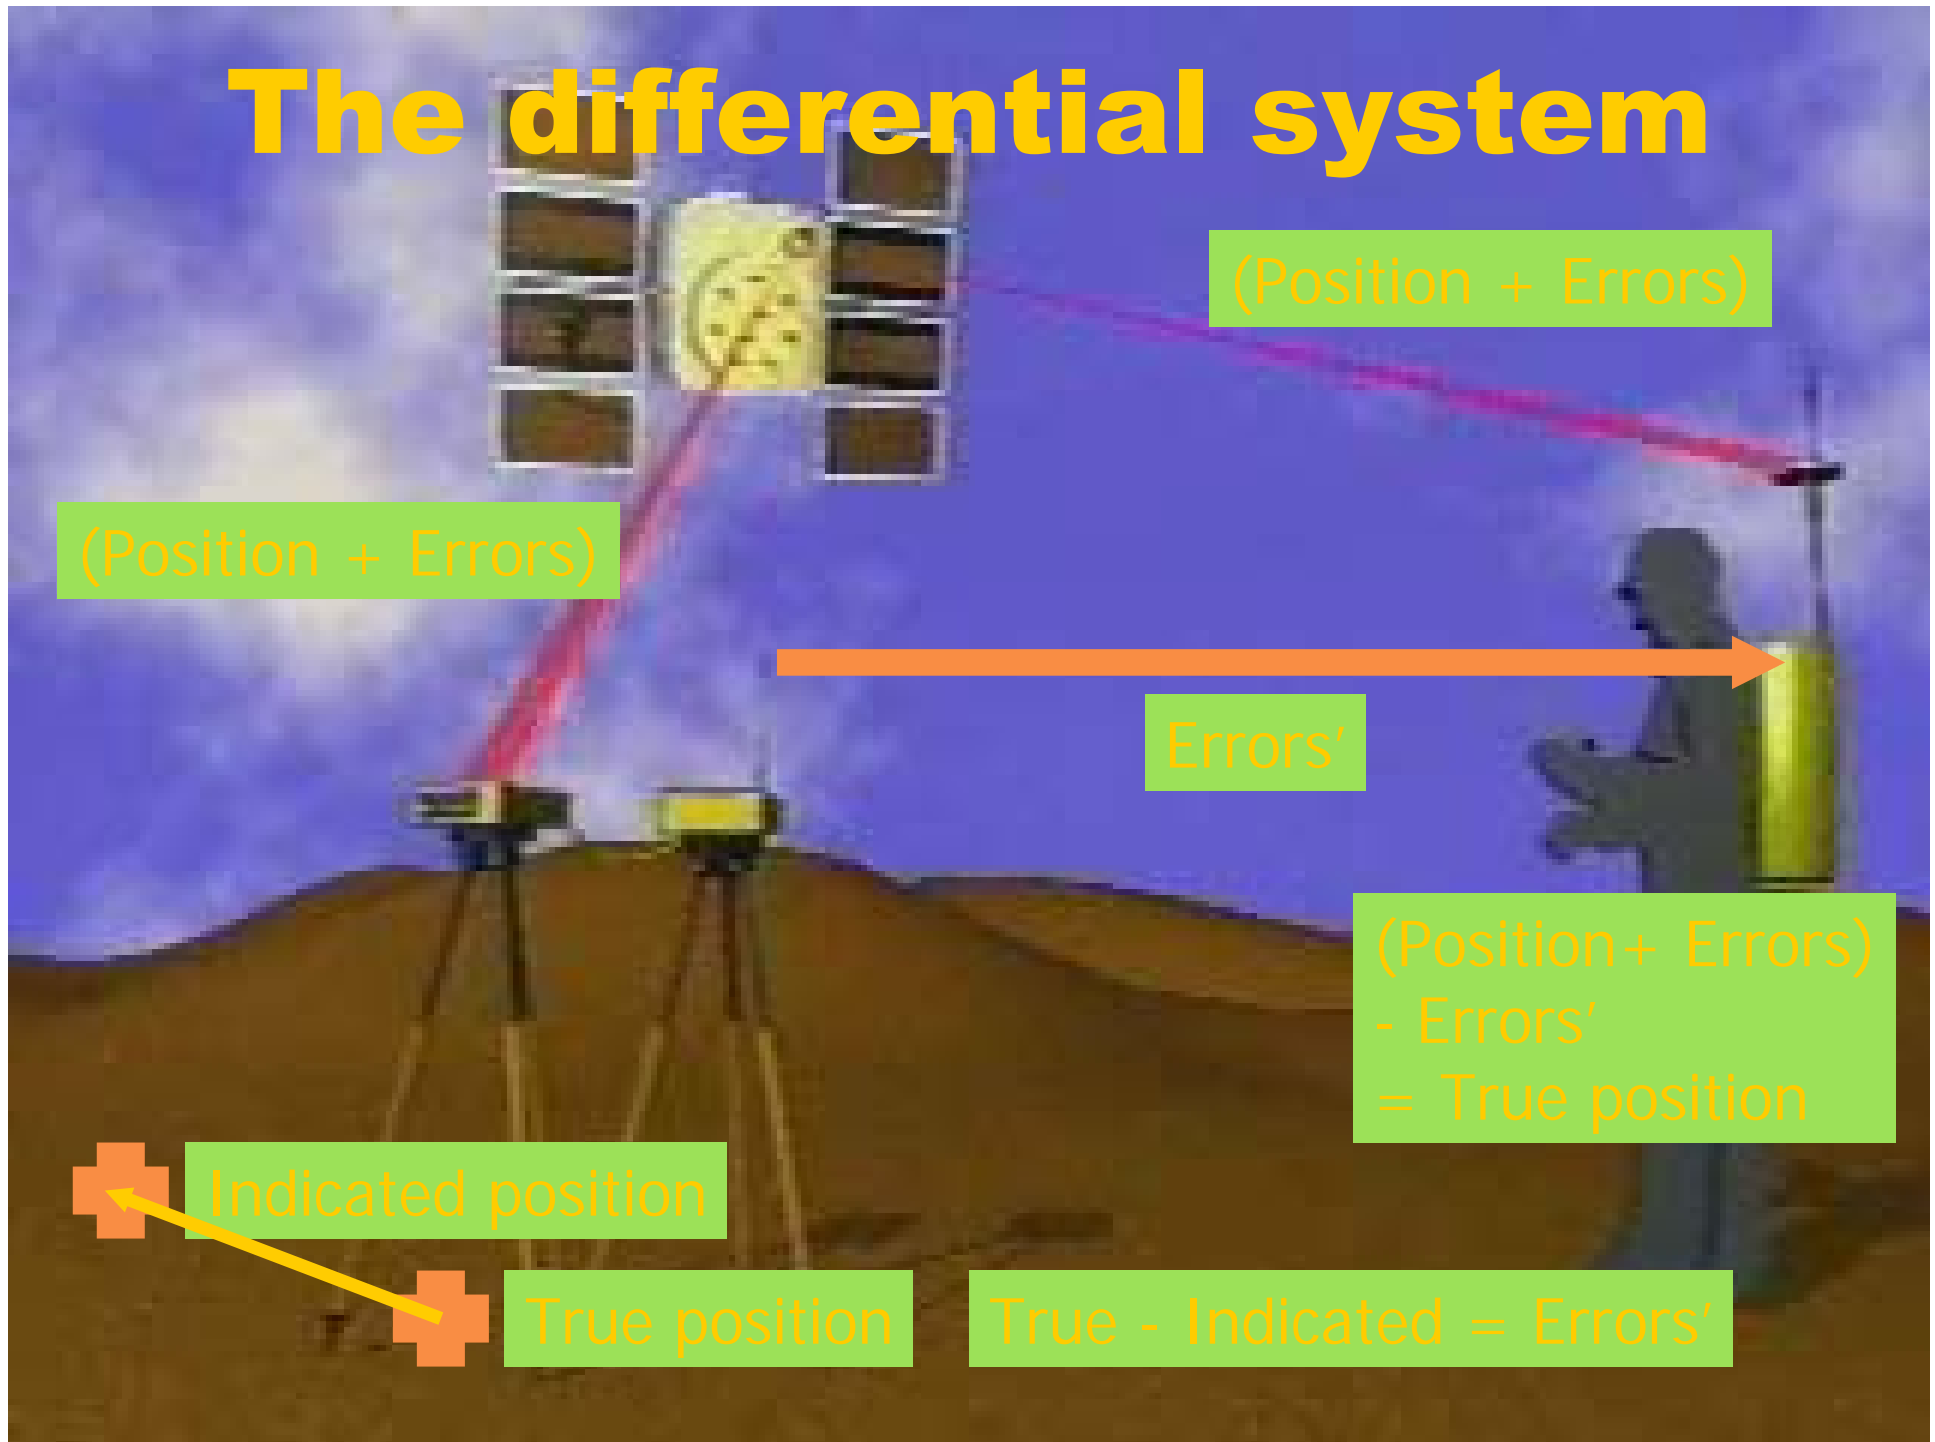 The differential system
(Position + Errors)
(Position + Errors)
Errors'
(Position+ Errors)
- Errors'
= True position
Indicated position
True position
True - Indicated = Errors'